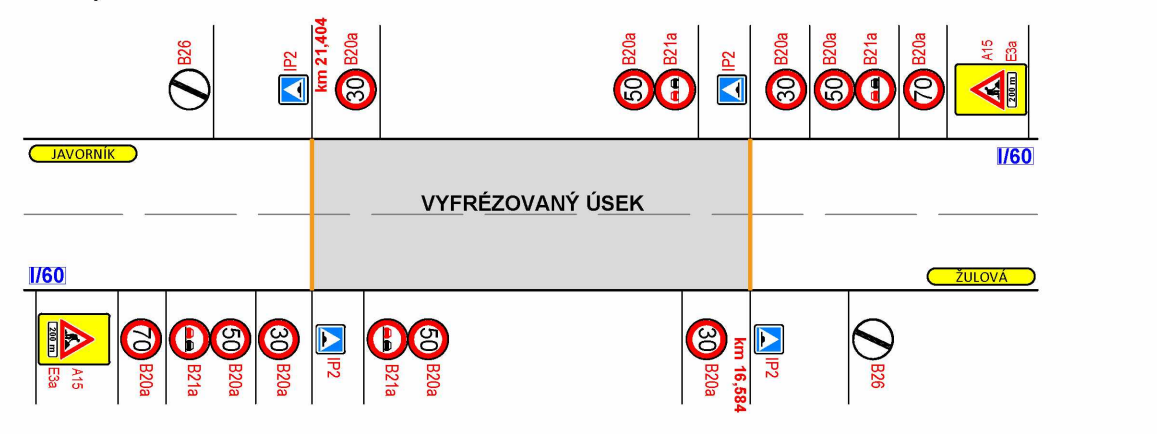 B26
IP2
km 21,404
30
B20a
50
B20a
B21a
IP2
30
B20a
50
B20a
B21a
70
B20a
200 m
A15
E3a
JAVORNÍK
I/60
VYFRÉZOVANÝ ÚSEK
I/60
ŽULOVÁ
200 m
E3a
A15
70
B20a
B21a
50
B20a
30
B20a
IP2
B21a
50
B20a
30
B20a
km 16,584
IP2
B26